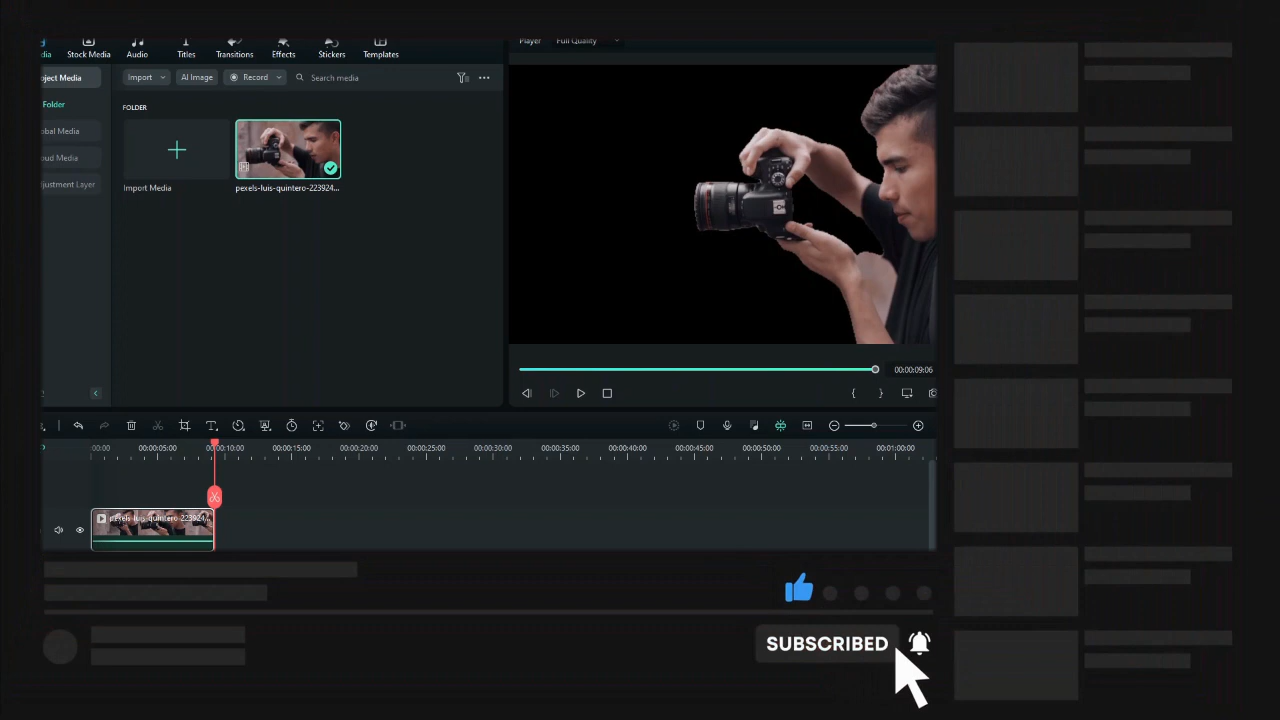 dia
Stock Media
Audio
Titles
Transitions
Effects
Stickers
Templates
Player
Full Quality
oject Media
Import
AI Image
Record
Search media
Folder
FOLDER
obal Media
oud Media
djustment Layer
Import Media
pexels-luis-quintero-223924...
00:00:09:06
{
}
:00:00
00:00:05:00
00:00:10:00
00:00:15:00
00:00:20:00
00:00:25:00
00:00:30:00
00:00:35:00
00:00:40:00
00:00:45:00
00:00:50:00
00:00:55:00
00:01:00:00
pexels-luis-quintero-223924...
SUBSCRIBED